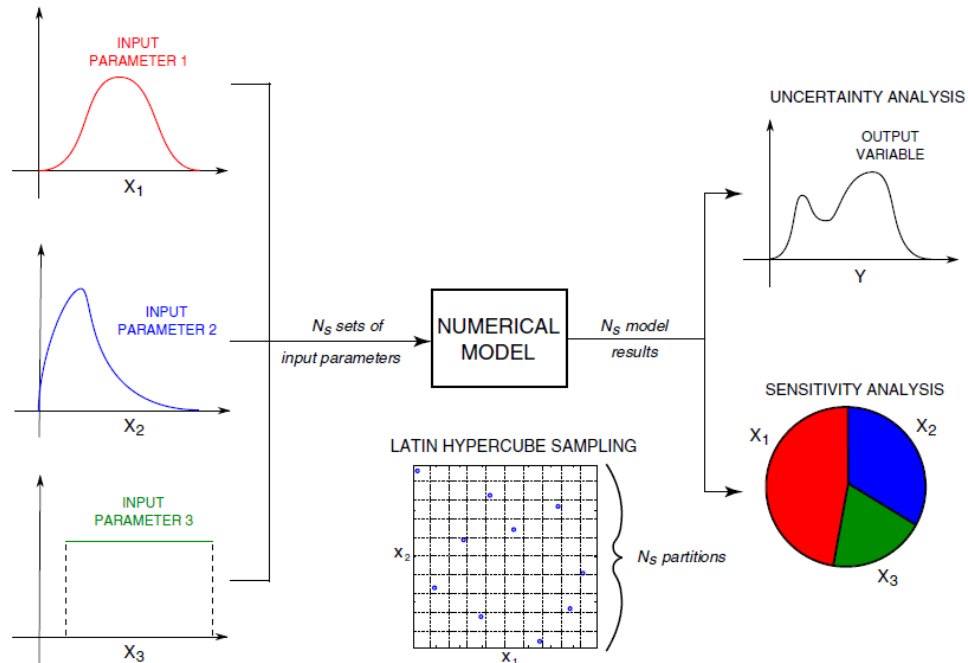 INPUT
PARAMETER 1
X1
INPUT
PARAMETER 2
X2
INPUT
PARAMETER 3
X3
NS sets of
input parameters
NUMERICAL
MODEL
NS model
results
UNCERTAINTY ANALYSIS
OUTPUT
VARIABLE
Y
SENSITIVITY ANALYSIS
X1
X2
X3
LATIN HYPERCUBE SAMPLING
X2
X1
NS partitions